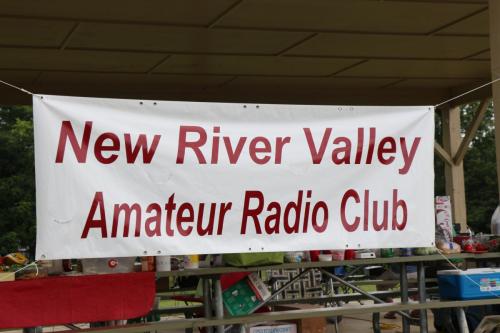 New River Valley
Amateur Radio Club